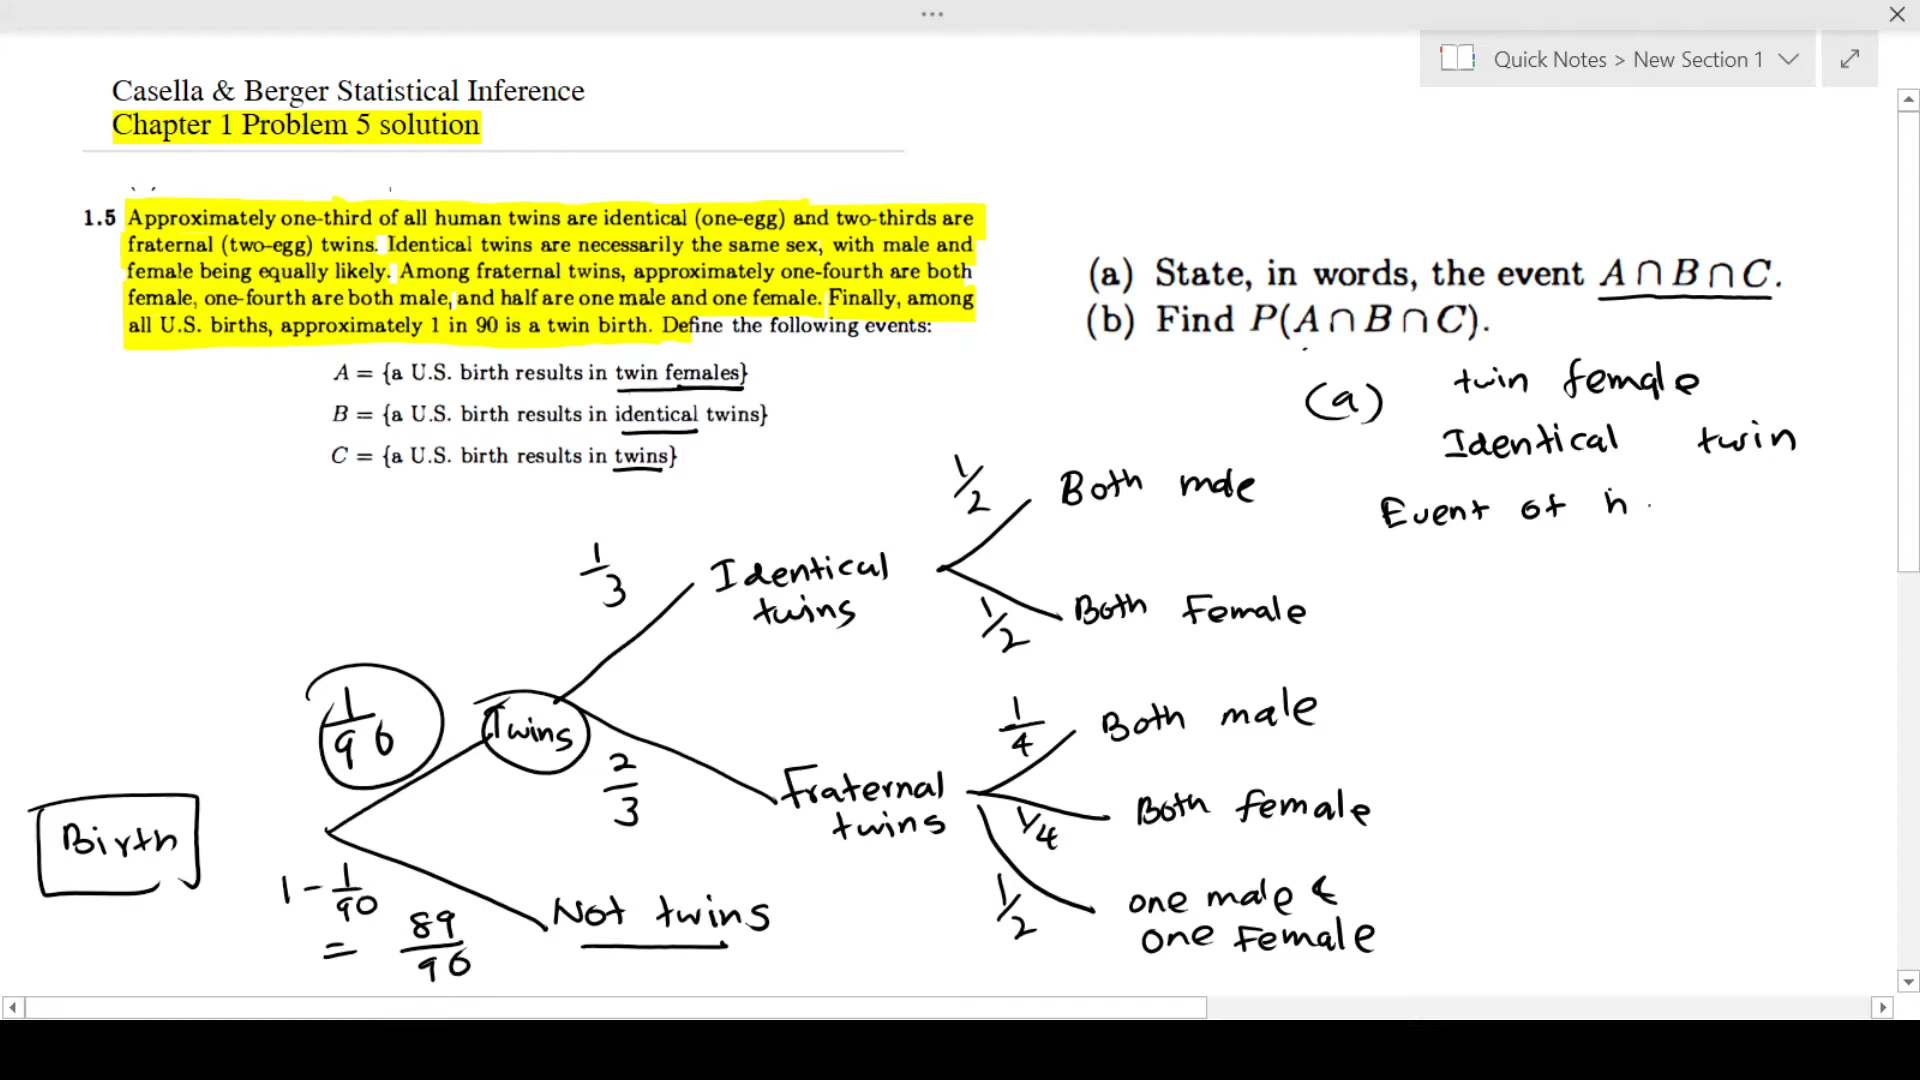 Quick Notes > New Section 1
Casella & Berger Statistical Inference
Chapter 1 Problem 5 solution
1.5 Approximately one-third of all human twins are identical (one-egg) and two-thirds are
fraternal (two-egg) twins. Identical twins are necessarily the same sex, with male and
female being equally likely. Among fraternal twins, approximately one-fourth are both
female, one-fourth are both male, and half are one male and one female. Finally, among
all U.S. births, approximately 1 in 90 is a twin birth. Define the following events:
A = {a U.S. birth results in twin females}
B = {a U.S. birth results in identical twins}
C = {a U.S. birth results in twins}
(a) State, in words, the event A ∩ B ∩ C.
(b) Find P(A ∩ B ∩ C).
(a) twin female
Identical twin
Event of
1/2 Both male
1/3 Identical
twins
1/2 Both Female
1/90 Twins
2/3 Fraternal
twins
1/4 Both male
1/4 Both female
1/2 one male &
one Female
Birth
1 - 1/90
= 89/90
Not twins